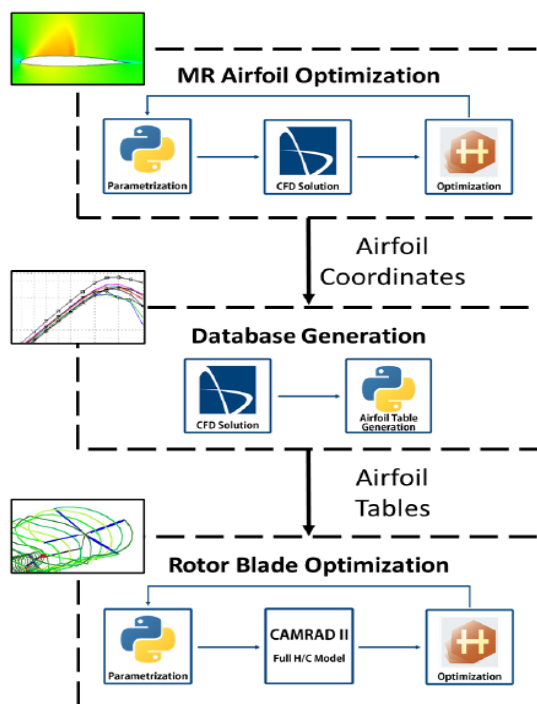 MR Airfoil Optimization
Parametrization
CFD Solution
Optimization
Airfoil
Coordinates
Database Generation
CFD Solution
Airfoil Table
Generation
Airfoil
Tables
Rotor Blade Optimization
Parametrization
CAMRAD II
Full H/C Model
Optimization